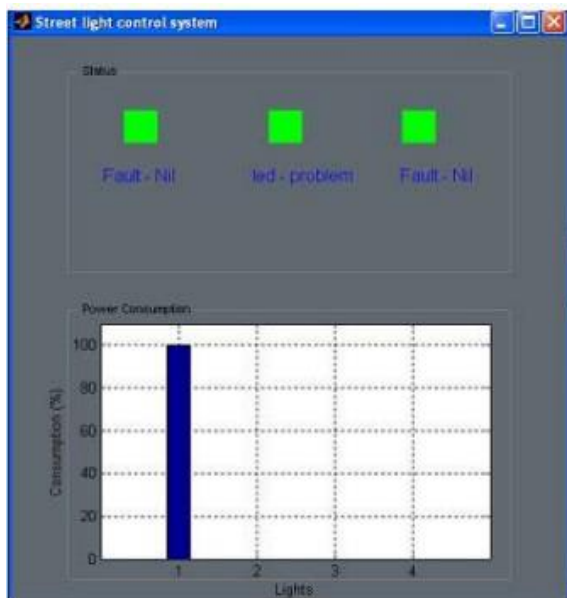 Street light control system
Status
Fault - Nil led - problem Fault - Nil
Power Consumption
100
80
60
40
20
0
Consumption (%)
1 2 3 4
Lights